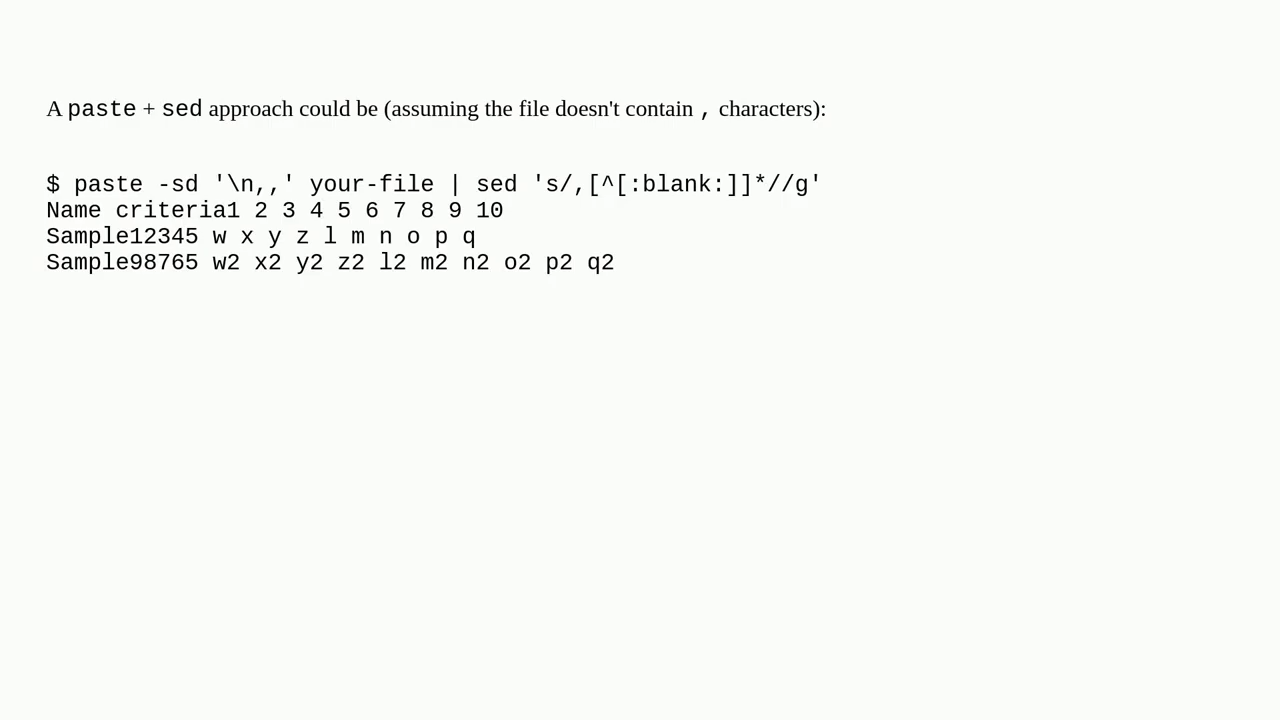 A paste + sed approach could be (assuming the file doesn't contain , characters):
$ paste -sd '\n,,' your-file | sed 's/,[^[:blank:]]*//g'
Name criteria1 2 3 4 5 6 7 8 9 10
Sample12345 w x y z l m n o p q
Sample98765 w2 x2 y2 z2 l2 m2 n2 o2 p2 q2